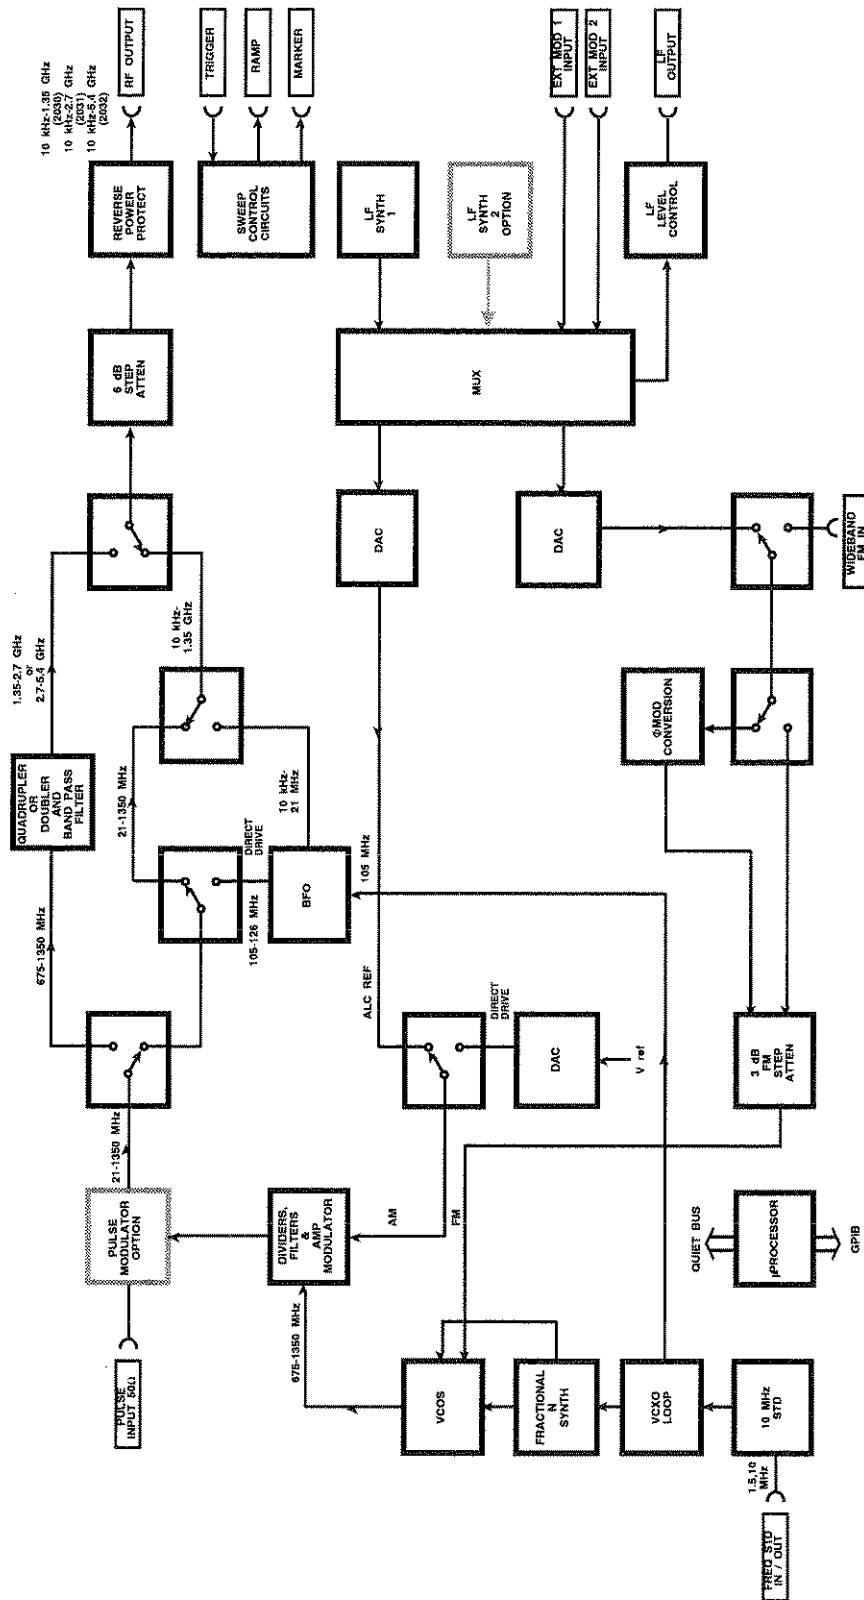 FREQ STD
IN / OUT
1.5,10
MHz
10 MHz
STD
VCXO
LOOP
FRACTIONAL
N
SYNTH
VCOS
675-1350 MHz
PULSE
INPUT 50Ω
PULSE
MODULATOR
OPTION
DIVIDERS,
FILTERS
&
AMP
MODULATOR
AM
FM
QUIET BUS
µPROCESSOR
GPIB
21-1350 MHz
675-1350 MHz
QUADRUPLER
OR
DOUBLER
AND
BAND PASS
FILTER
1.35-2.7 GHz
or
2.7-5.4 GHz
105-126 MHz
DIRECT
DRIVE
21-1350 MHz
BFO
10 kHz-
21 MHz
10 kHz-
1.35 GHz
ALC REF
105 MHz
DIRECT
DRIVE
DAC
V ref
3 dB
FM
STEP
ATTEN
ΦMOD
CONVERSION
WIDEBAND
FM IN
DAC
DAC
MUX
6 dB
STEP
ATTEN
REVERSE
POWER
PROTECT
10 kHz-1.35 GHz
(2030)
10 kHz-2.7 GHz
(2031)
10 kHz-5.4 GHz
(2032)
RF OUTPUT
SWEEP
CONTROL
CIRCUITS
TRIGGER
RAMP
MARKER
LF
SYNTH
1
LF
SYNTH
2
OPTION
EXT MOD 1
INPUT
EXT MOD 2
INPUT
LF
LEVEL
CONTROL
LF
OUTPUT